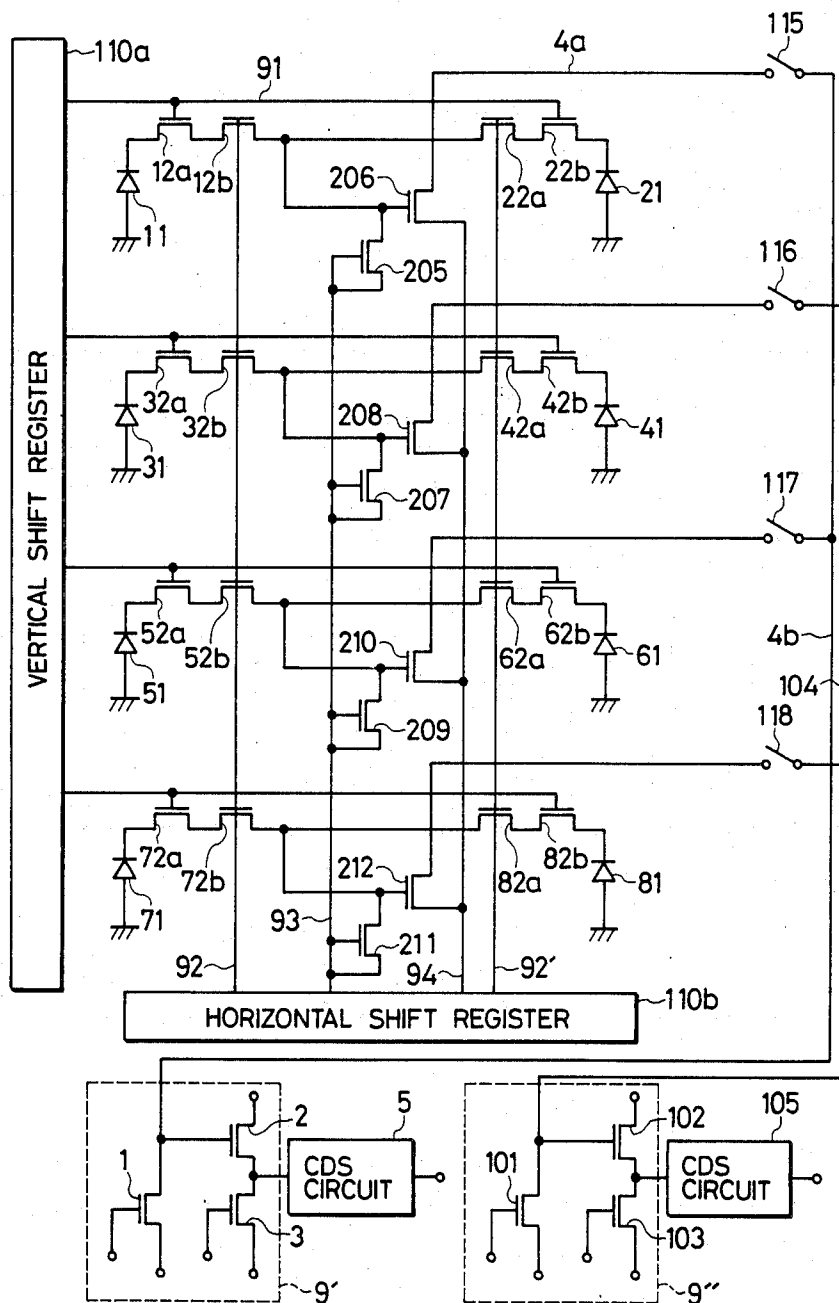 110a
91
4a
115
12a
12b
206
22a
22b
11
21
205
116
32a
32b
208
42a
42b
31
41
207
117
VERTICAL SHIFT REGISTER
52a
52b
210
62a
62b
51
61
4b
209
104
118
72a
72b
212
82a
82b
71
93
81
211
92
94
92'
110b
HORIZONTAL SHIFT REGISTER
2
5
102
105
1
CDS
CIRCUIT
101
CDS
CIRCUIT
3
103
9'
9''